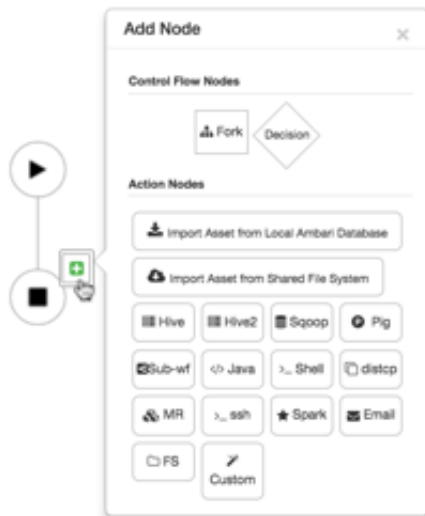 Add Node
Control Flow Nodes
Fork
Decision
Action Nodes
Import Asset from Local Ambari Database
Import Asset from Shared File System
Hive
Hive2
Sqoop
Pig
Sub-wf
Java
Shell
distcp
MR
ssh
Spark
Email
FS
Custom